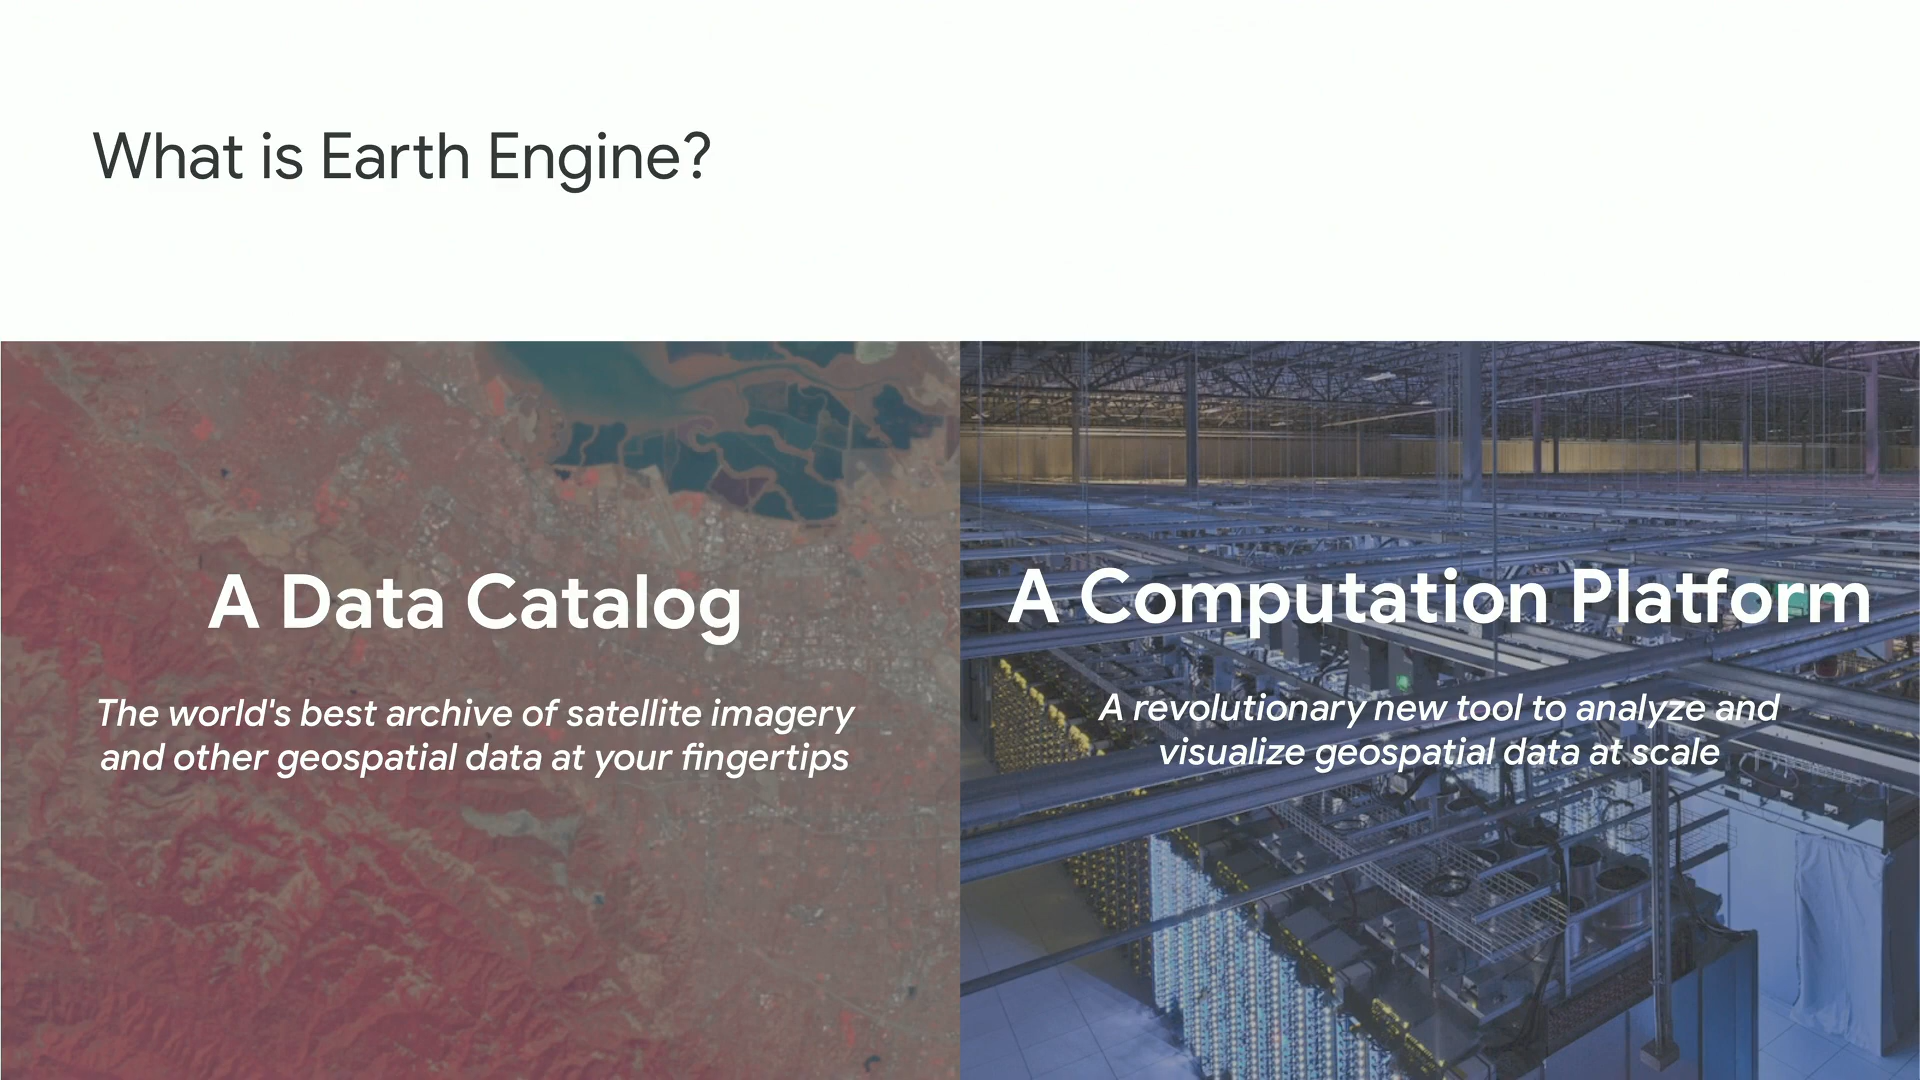 What is Earth Engine?
A Data Catalog
The world's best archive of satellite imagery
and other geospatial data at your fingertips
A Computation Platform
A revolutionary new tool to analyze and
visualize geospatial data at scale